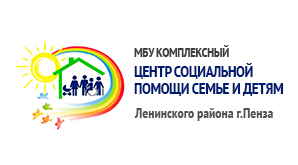 МБУ КОМПЛЕКСНЫЙ
ЦЕНТР СОЦИАЛЬНОЙ
ПОМОЩИ СЕМЬЕ И ДЕТЯМ
Ленинского района г.Пенза